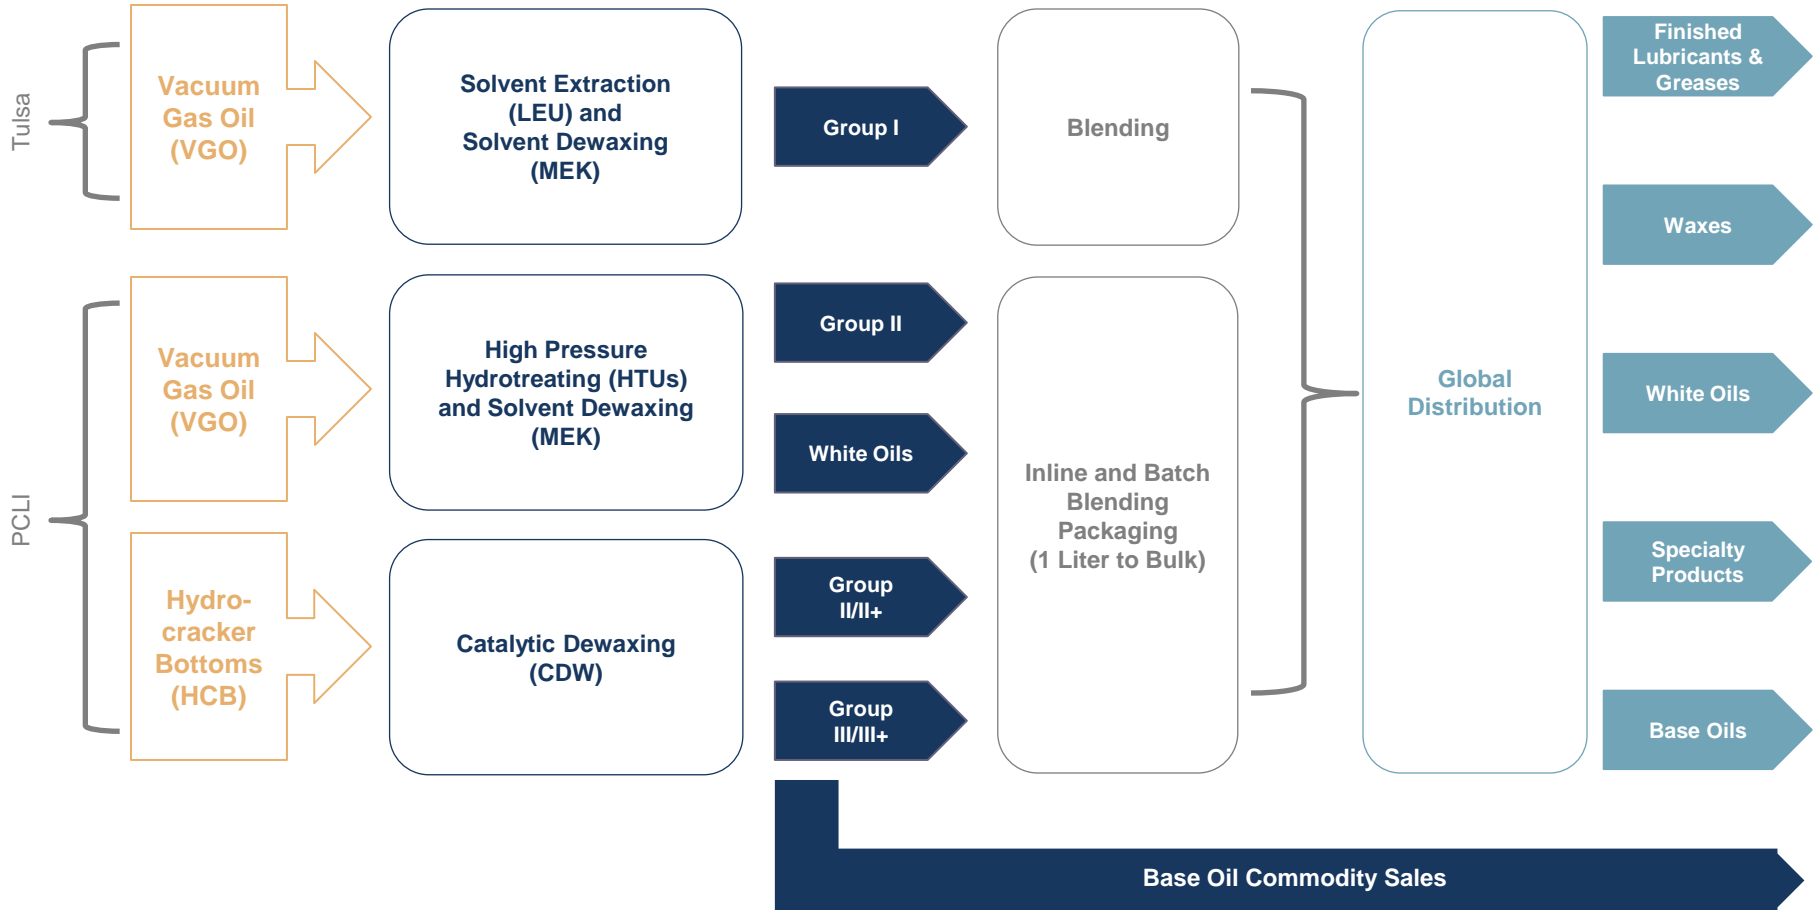 Tulsa
Vacuum
Gas Oil
(VGO)
Solvent Extraction
(LEU) and
Solvent Dewaxing
(MEK)
Group I
Blending
PCLI
Vacuum
Gas Oil
(VGO)
High Pressure
Hydrotreating (HTUs)
and Solvent Dewaxing
(MEK)
Group II
White Oils
Hydro-
cracker
Bottoms
(HCB)
Catalytic Dewaxing
(CDW)
Group
II/II+
Group
III/III+
Inline and Batch
Blending
Packaging
(1 Liter to Bulk)
Global
Distribution
Finished
Lubricants &
Greases
Waxes
White Oils
Specialty
Products
Base Oils
Base Oil Commodity Sales